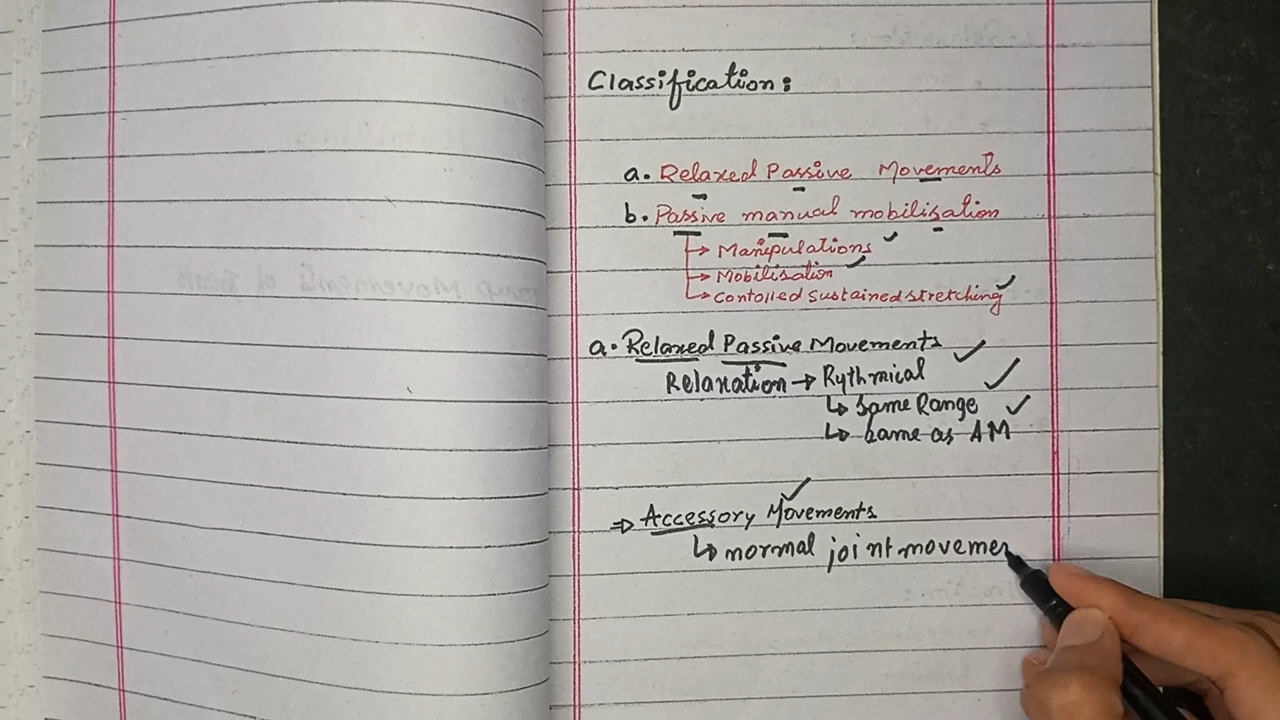 Classification:
a. Relaxed Passive Movements
b. Passive manual mobilisation
→ Manipulations ✓
→ Mobilisation ✓
→ Contolled sustained stretching ✓
a. Relaxed Passive Movements ✓
Relaxation → Rythmical ✓
↳ Same Range ✓
↳ Same as AM
⇒ Accessory Movements ✓
↳ normal joint moveme